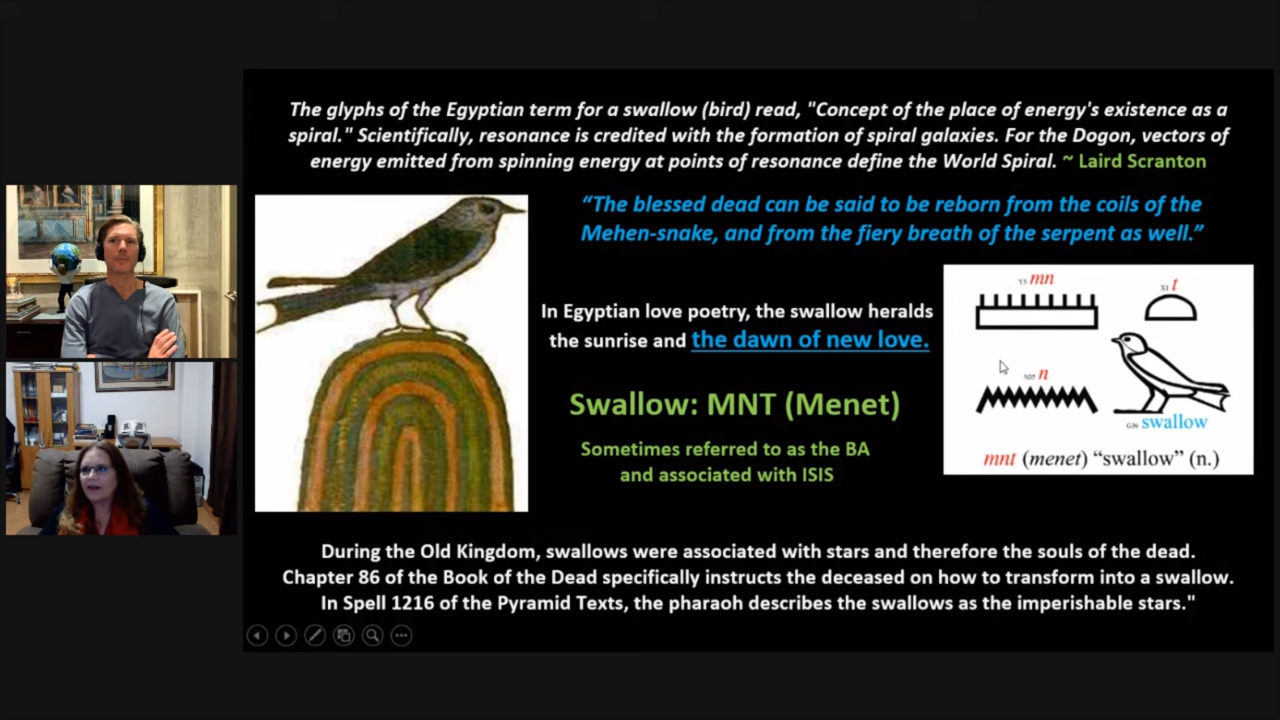 The glyphs of the Egyptian term for a swallow (bird) read, "Concept of the place of energy's existence as a
spiral." Scientifically, resonance is credited with the formation of spiral galaxies. For the Dogon, vectors of
energy emitted from spinning energy at points of resonance define the World Spiral. ~ Laird Scranton
“The blessed dead can be said to be reborn from the coils of the
Mehen-snake, and from the fiery breath of the serpent as well.”
In Egyptian love poetry, the swallow heralds
the sunrise and the dawn of new love.
Swallow: MNT (Menet)
Sometimes referred to as the BA
and associated with ISIS
Y5 mn
X1 t
N35 n
G36 swallow
mnt (menet) “swallow” (n.)
During the Old Kingdom, swallows were associated with stars and therefore the souls of the dead.
Chapter 86 of the Book of the Dead specifically instructs the deceased on how to transform into a swallow.
In Spell 1216 of the Pyramid Texts, the pharaoh describes the swallows as the imperishable stars."